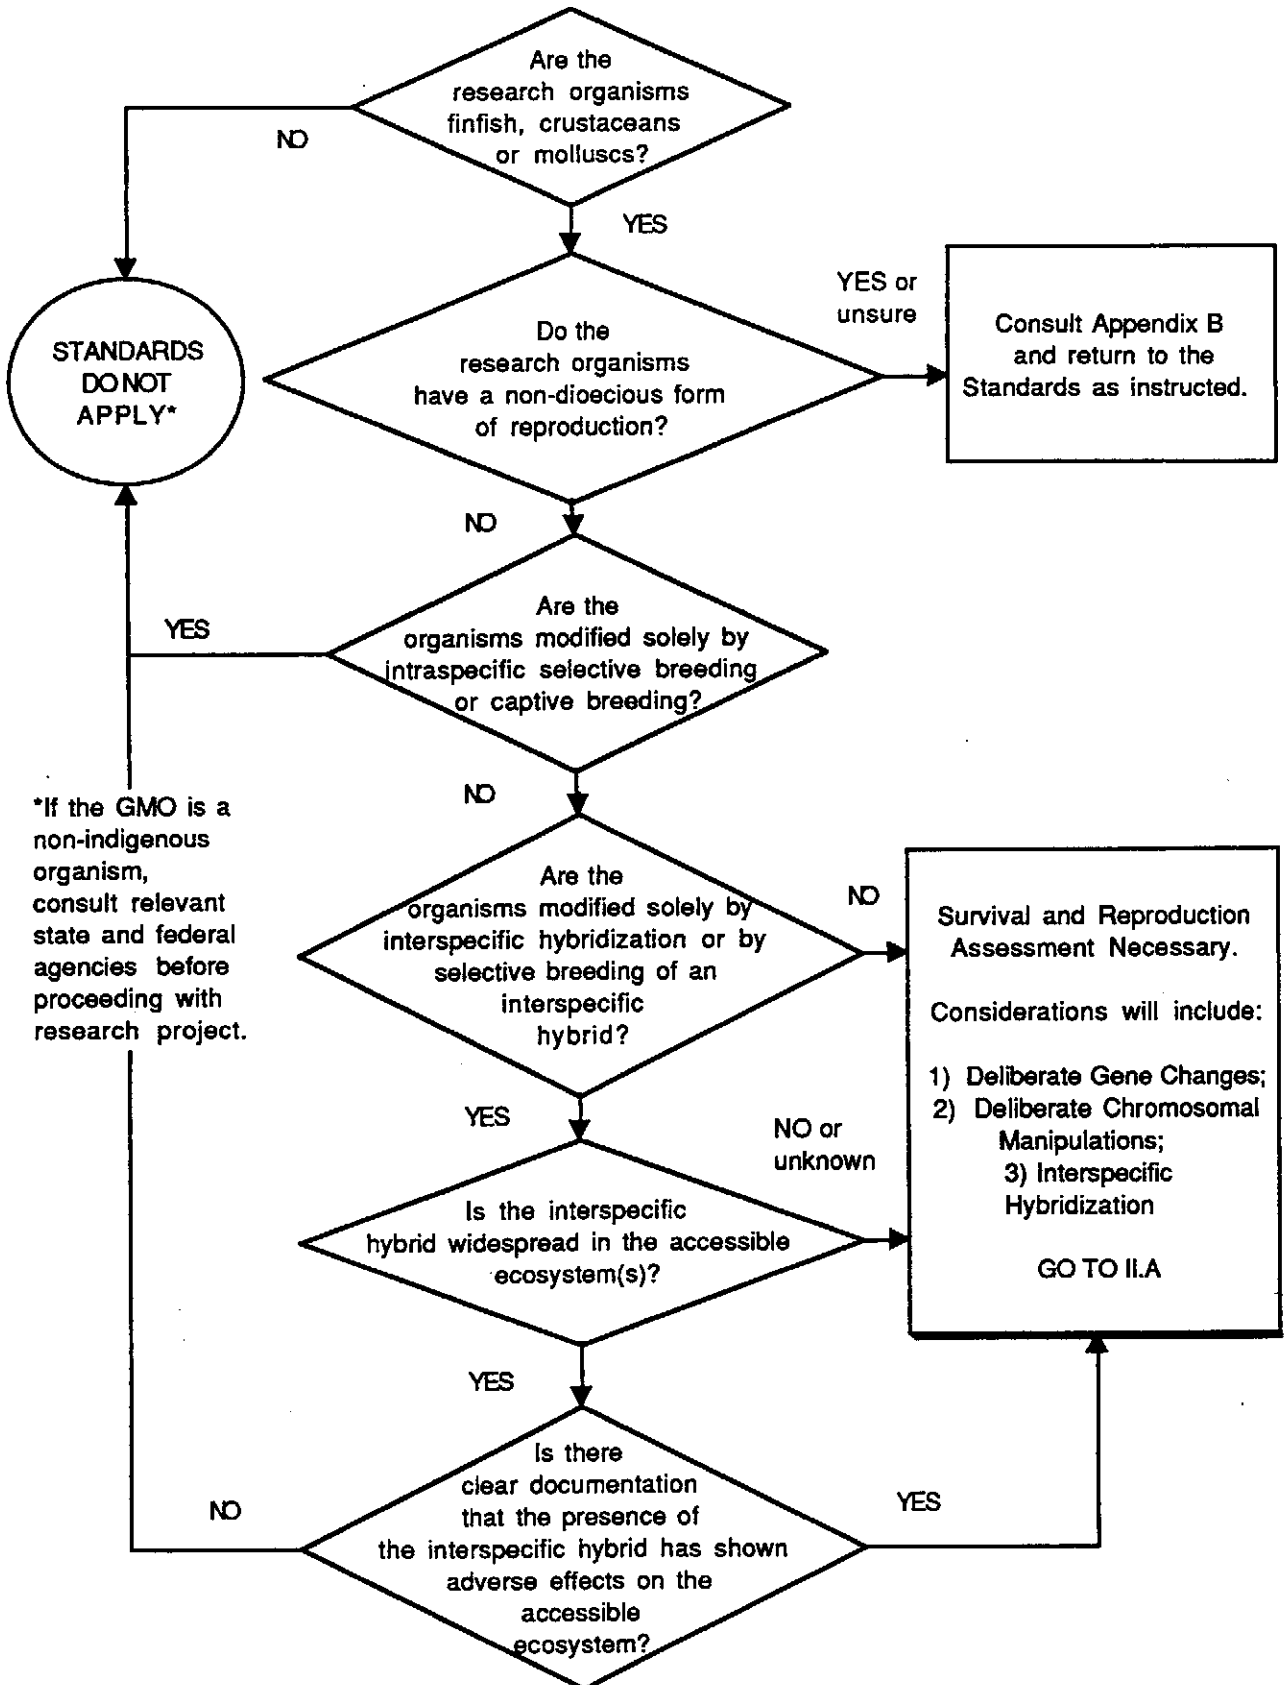 Are the
research organisms
finfish, crustaceans
or molluscs?
NO
YES
STANDARDS
DO NOT
APPLY*
Do the
research organisms
have a non-dioecious form
of reproduction?
YES or
unsure
Consult Appendix B
and return to the
Standards as instructed.
NO
Are the
organisms modified solely by
intraspecific selective breeding
or captive breeding?
YES
NO
*If the GMO is a
non-indigenous
organism,
consult relevant
state and federal
agencies before
proceeding with
research project.
Are the
organisms modified solely by
interspecific hybridization or by
selective breeding of an
interspecific
hybrid?
NO
Survival and Reproduction
Assessment Necessary.
Considerations will include:
1) Deliberate Gene Changes;
2) Deliberate Chromosomal
Manipulations;
3) Interspecific
Hybridization
GO TO II.A
YES
NO or
unknown
Is the interspecific
hybrid widespread in the accessible
ecosystem(s)?
YES
Is there
clear documentation
that the presence of
the interspecific hybrid has shown
adverse effects on the
accessible
ecosystem?
NO
YES